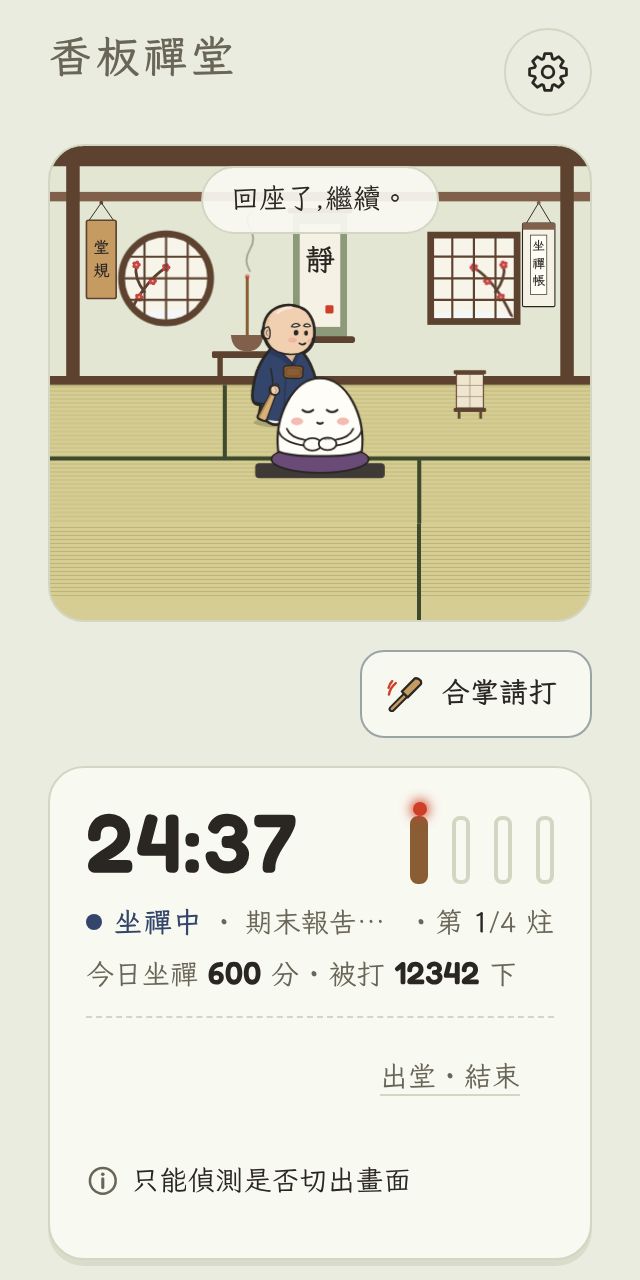 香板禪堂
回座了,繼續。
堂規
靜
坐禪帳
合掌請打
24:37
坐禪中 · 期末報告… · 第 1/4 炷
今日坐禪 600 分 · 被打 12342 下
出堂 · 結束
只能偵測是否切出畫面